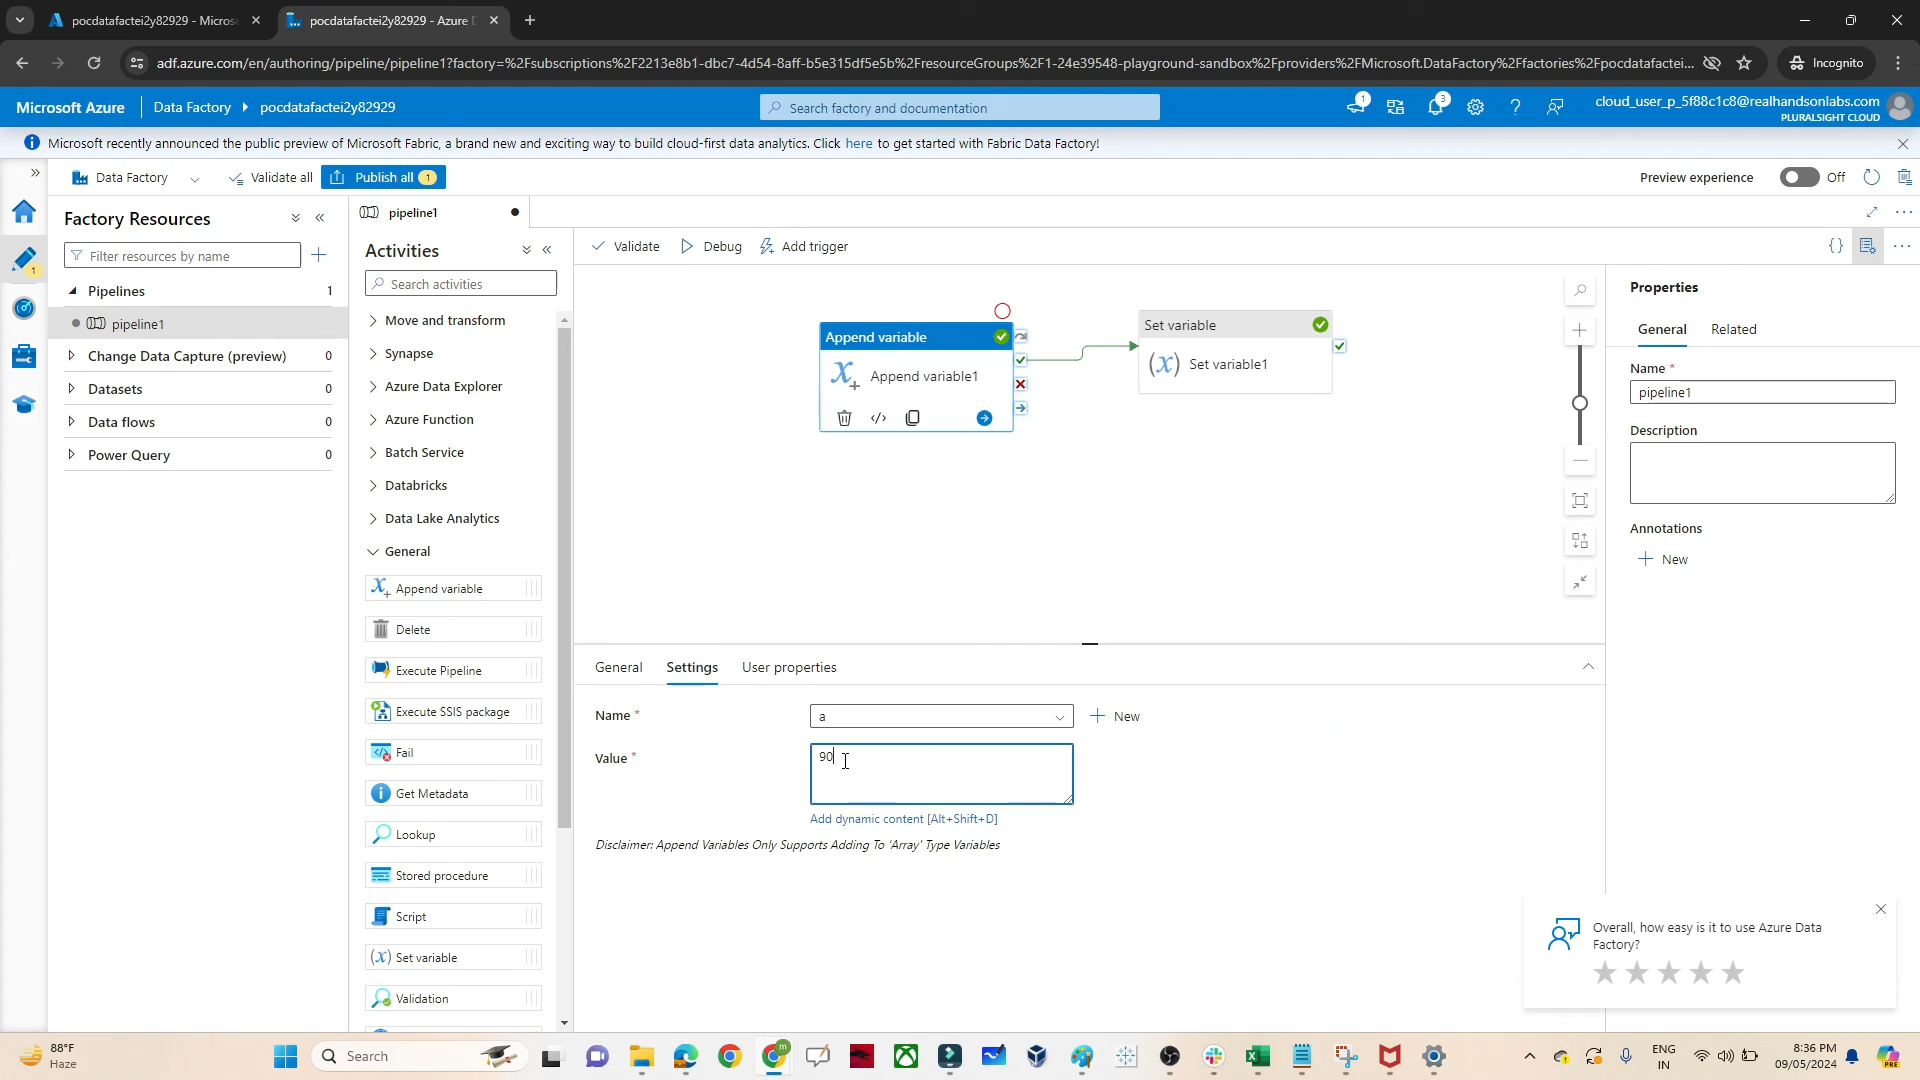 pocdatafactei2y82929 - Micros
pocdatafactei2y82929 - Azure D
adf.azure.com/en/authoring/pipeline/pipeline1?factory=%2Fsubscriptions%2F2213e8b1-dbc7-4d54-8aff-b5e315df5e5b%2FresourceGroups%2F1-24e39548-playground-sandbox%2Fproviders%2FMicrosoft.DataFactory%2Ffactories%2Fpocdatafactei...
Incognito
Microsoft Azure
Data Factory
pocdatafactei2y82929
Search factory and documentation
1
3
cloud_user_p_5f88c1c8@realhandsonlabs.com
PLURALSIGHT CLOUD
Microsoft recently announced the public preview of Microsoft Fabric, a brand new and exciting way to build cloud-first data analytics. Click here to get started with Fabric Data Factory!
Data Factory
Validate all
Publish all 1
Preview experience
Off
Factory Resources
Filter resources by name
1
Pipelines 1
pipeline1
Change Data Capture (preview) 0
Datasets 0
Data flows 0
Power Query 0
pipeline1
Activities
Search activities
Move and transform
Synapse
Azure Data Explorer
Azure Function
Batch Service
Databricks
Data Lake Analytics
General
Append variable
Delete
Execute Pipeline
Execute SSIS package
Fail
Get Metadata
Lookup
Stored procedure
Script
(x) Set variable
Validation
Validate
Debug
Add trigger
{}
Append variable
Append variable1
Set variable
(x) Set variable1
General
Settings
User properties
Name *
a
New
Value *
90
Add dynamic content [Alt+Shift+D]
Disclaimer: Append Variables Only Supports Adding To 'Array' Type Variables
Properties
General
Related
Name *
pipeline1
Description
Annotations
New
Overall, how easy is it to use Azure Data
Factory?
88°F
Haze
Search
m
ENG
IN
8:36 PM
09/05/2024
PRE